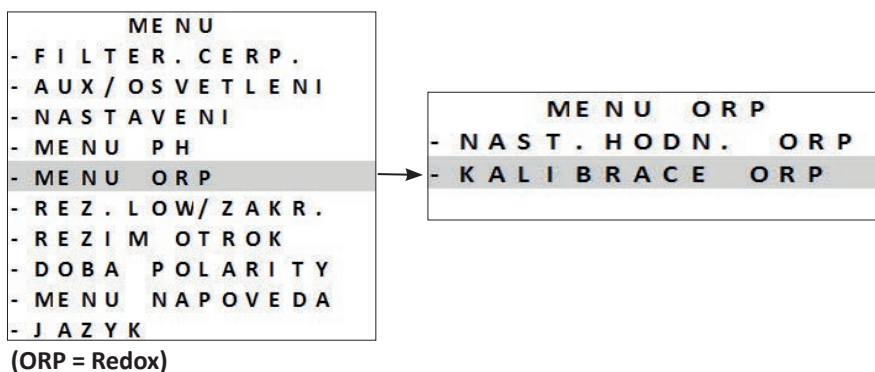 MENU
- FILTER. CERP.
- AUX/OSVETLENI
- NASTAVENI
- MENU PH
- MENU ORP
- REZ.LOW/ZAKR.
- REZIM OTROK
- DOBA POLARITY
- MENU NAPOVEDA
- JAZYK
(ORP = Redox)
MENU ORP
- NAST. HODN. ORP
- KALIBRACE ORP